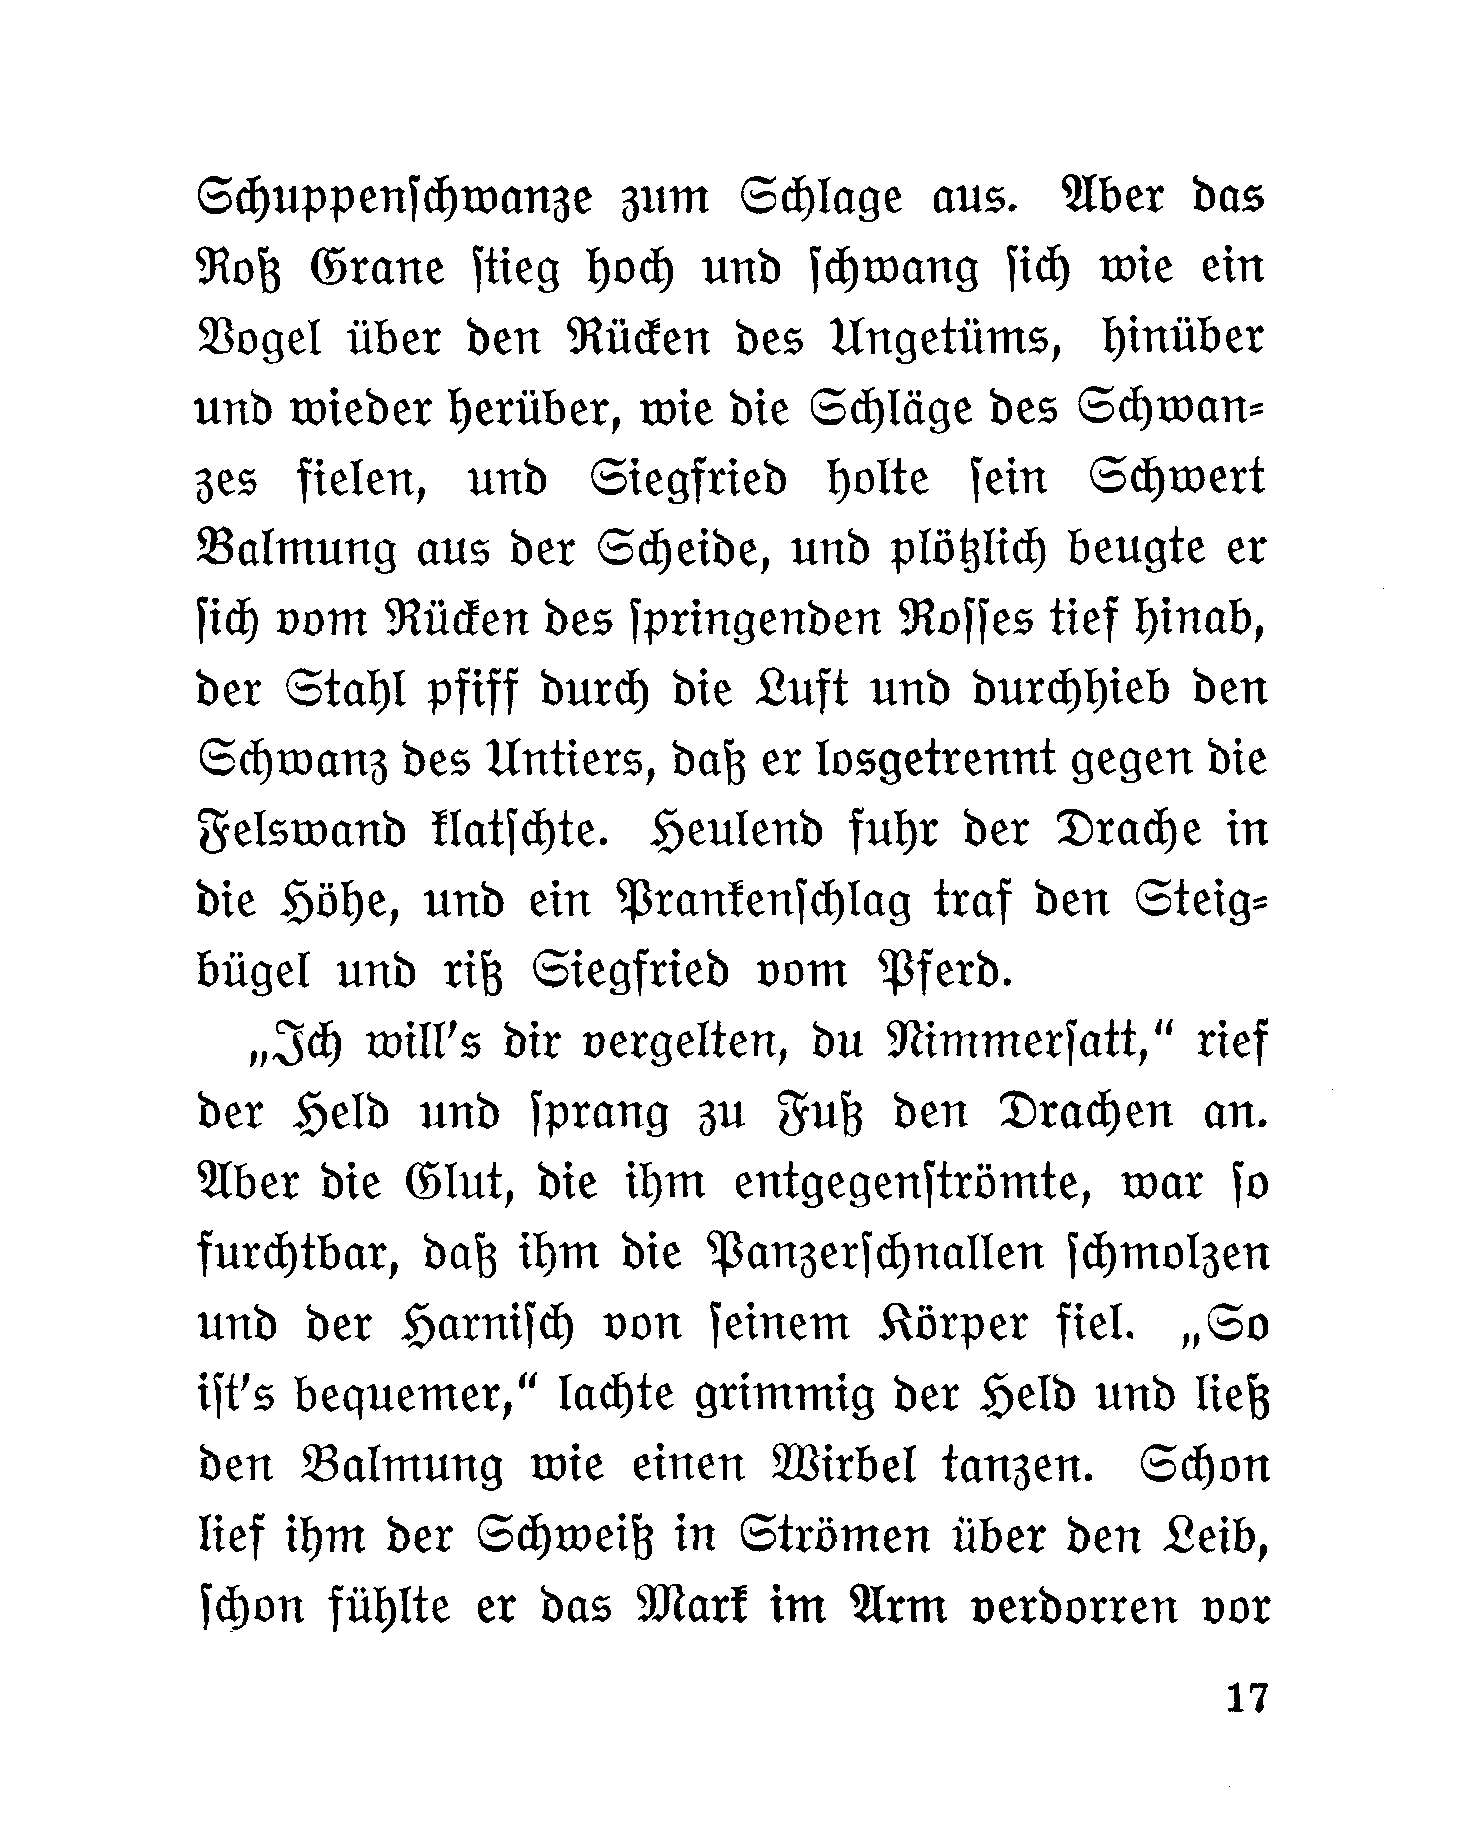 Schuppenſchwanze zum Schlage aus. Aber das
Roß Grane ſtieg hoch und ſchwang ſich wie ein
Vogel über den Rücken des Ungetüms, hinüber
und wieder herüber, wie die Schläge des Schwan⸗
zes fielen, und Siegfried holte ſein Schwert
Balmung aus der Scheide, und plötzlich beugte er
ſich vom Rücken des ſpringenden Roſſes tief hinab,
der Stahl pfiff durch die Luft und durchhieb den
Schwanz des Untiers, daß er losgetrennt gegen die
Felswand klatſchte. Heulend fuhr der Drache in
die Höhe, und ein Prankenſchlag traf den Steig⸗
bügel und riß Siegfried vom Pferd.
„Ich will's dir vergelten, du Nimmerſatt,“ rief
der Held und ſprang zu Fuß den Drachen an.
Aber die Glut, die ihm entgegenſtrömte, war ſo
furchtbar, daß ihm die Panzerſchnallen ſchmolzen
und der Harniſch von ſeinem Körper fiel. „So
iſt's bequemer,“ lachte grimmig der Held und ließ
den Balmung wie einen Wirbel tanzen. Schon
lief ihm der Schweiß in Strömen über den Leib,
ſchon fühlte er das Mark im Arm verdorren vor
17